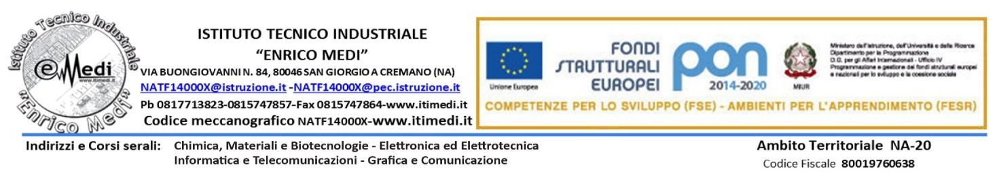 Istituto Tecnico Industriale
e Medi
www.itimedi.it
"Enrico Medi"
ISTITUTO TECNICO INDUSTRIALE
"ENRICO MEDI"
VIA BUONGIOVANNI N. 84, 80046 SAN GIORGIO A CREMANO (NA)
NATF14000X@istruzione.it -NATF14000X@pec.istruzione.it
Pb 0817713823-0815747857-Fax 0815747864-www.itimedi.it
Codice meccanografico NATF14000X-www.itimedi.it
Unione Europea
FONDI
STRUTTURALI
EUROPEI
pon
2014-2020
MIUR
Ministero dell'Istruzione, dell'Università e della Ricerca
Dipartimento per la Programmazione
D.G. per gli Affari Internazionali - Ufficio IV
Programmazione e gestione dei fondi strutturali europei
e nazionali per lo sviluppo e la coesione sociale
COMPETENZE PER LO SVILUPPO (FSE) - AMBIENTI PER L'APPRENDIMENTO (FESR)
Indirizzi e Corsi serali: Chimica, Materiali e Biotecnologie - Elettronica ed Elettrotecnica
Informatica e Telecomunicazioni - Grafica e Comunicazione
Ambito Territoriale NA-20
Codice Fiscale 80019760638